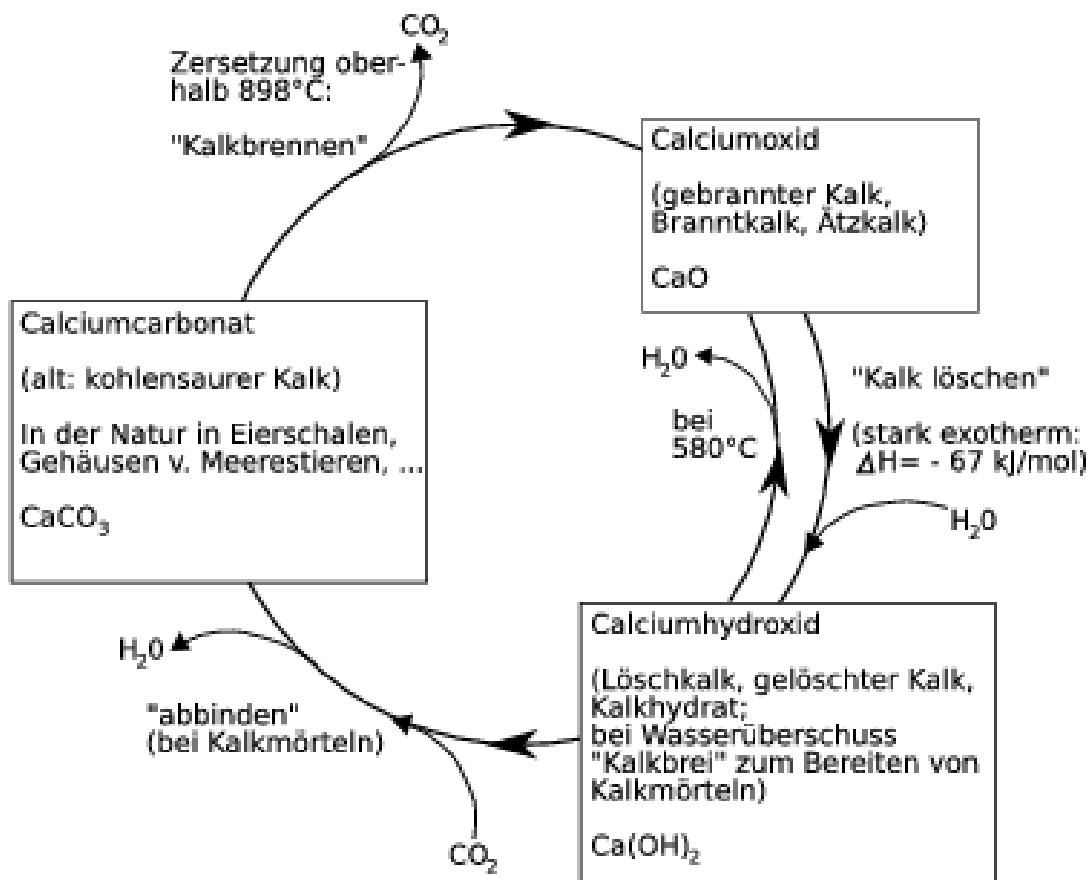 CO₂
Zersetzung ober-
halb 898°C:
"Kalkbrennen"
Calciumoxid
(gebrannter Kalk,
Branntkalk, Ätzkalk)
CaO
Calciumcarbonat
(alt: kohlensaurer Kalk)
In der Natur in Eierschalen,
Gehäusen v. Meerestieren, ...
CaCO₃
H₂0
bei
580°C
"Kalk löschen"
(stark exotherm:
ΔH= - 67 kJ/mol)
H₂0
Calciumhydroxid
(Löschkalk, gelöschter Kalk,
Kalkhydrat;
bei Wasserüberschuss
"Kalkbrei" zum Bereiten von
Kalkmörteln)
Ca(OH)₂
H₂0
"abbinden"
(bei Kalkmörteln)
CO₂